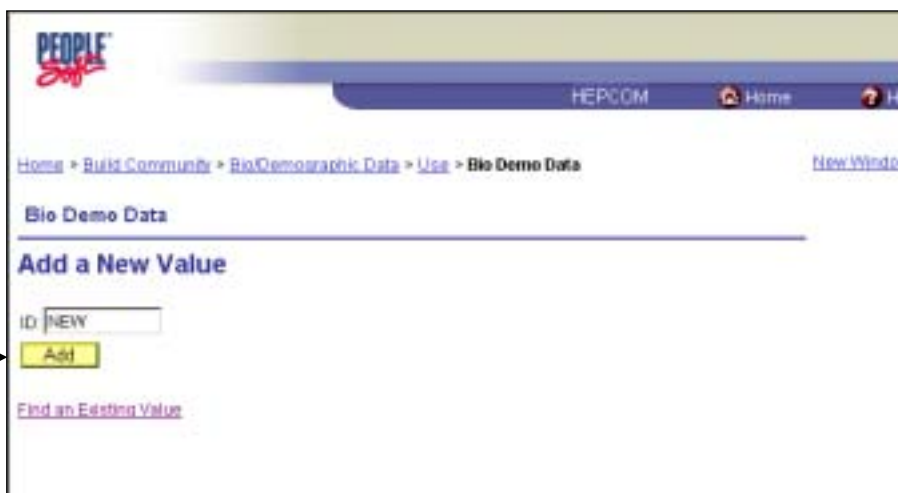 PEOPLE
Soft
HEPCOM Home
Home > Build Community > Bio/Demographic Data > Use > Bio Demo Data New Windo
Bio Demo Data
Add a New Value
ID: NEW
Add
Find an Existing Value